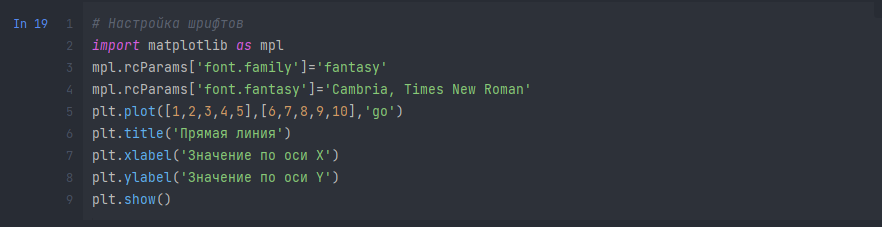 In 19
1 # Настройка шрифтов
2 import matplotlib as mpl
3 mpl.rcParams['font.family']='fantasy'
4 mpl.rcParams['font.fantasy']='Cambria, Times New Roman'
5 plt.plot([1,2,3,4,5],[6,7,8,9,10],'go')
6 plt.title('Прямая линия')
7 plt.xlabel('Значение по оси X')
8 plt.ylabel('Значение по оси Y')
9 plt.show()